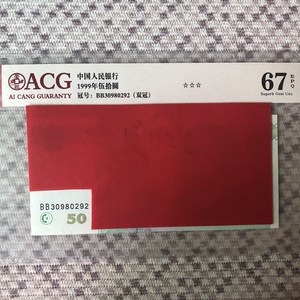 ACG
AI CANG GUARANTY
中国人民银行
1999年伍拾圆
冠号: BB30980292 (双冠)
☆☆☆
67 EPQ
Superb Gem Unc
BB30980292
50